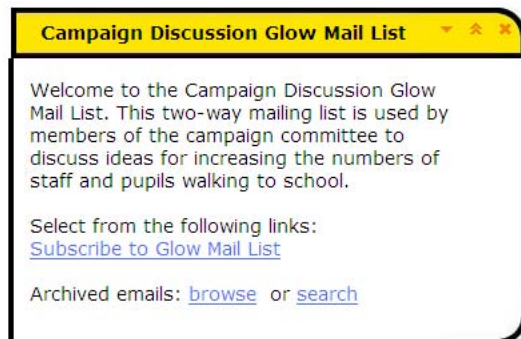 Campaign Discussion Glow Mail List
Welcome to the Campaign Discussion Glow
Mail List. This two-way mailing list is used by
members of the campaign committee to
discuss ideas for increasing the numbers of
staff and pupils walking to school.
Select from the following links:
Subscribe to Glow Mail List
Archived emails: browse or search